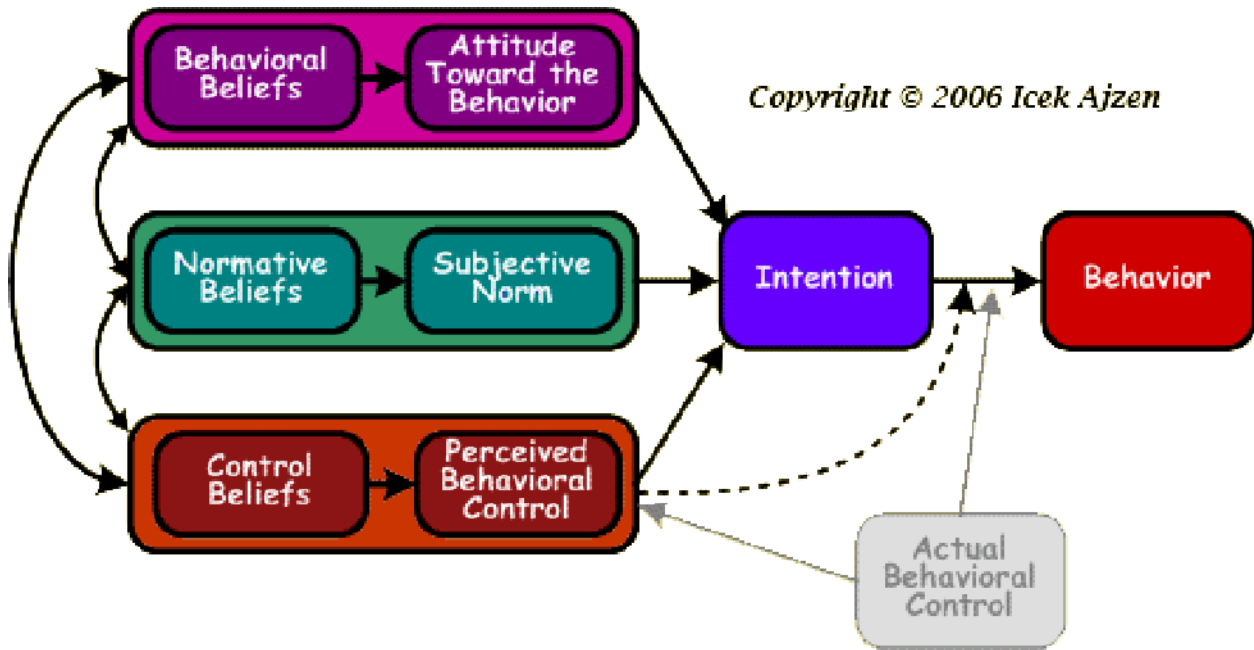 Behavioral
Beliefs
Attitude
Toward the
Behavior
Copyright © 2006 Icek Ajzen
Normative
Beliefs
Subjective
Norm
Intention
Behavior
Control
Beliefs
Perceived
Behavioral
Control
Actual
Behavioral
Control